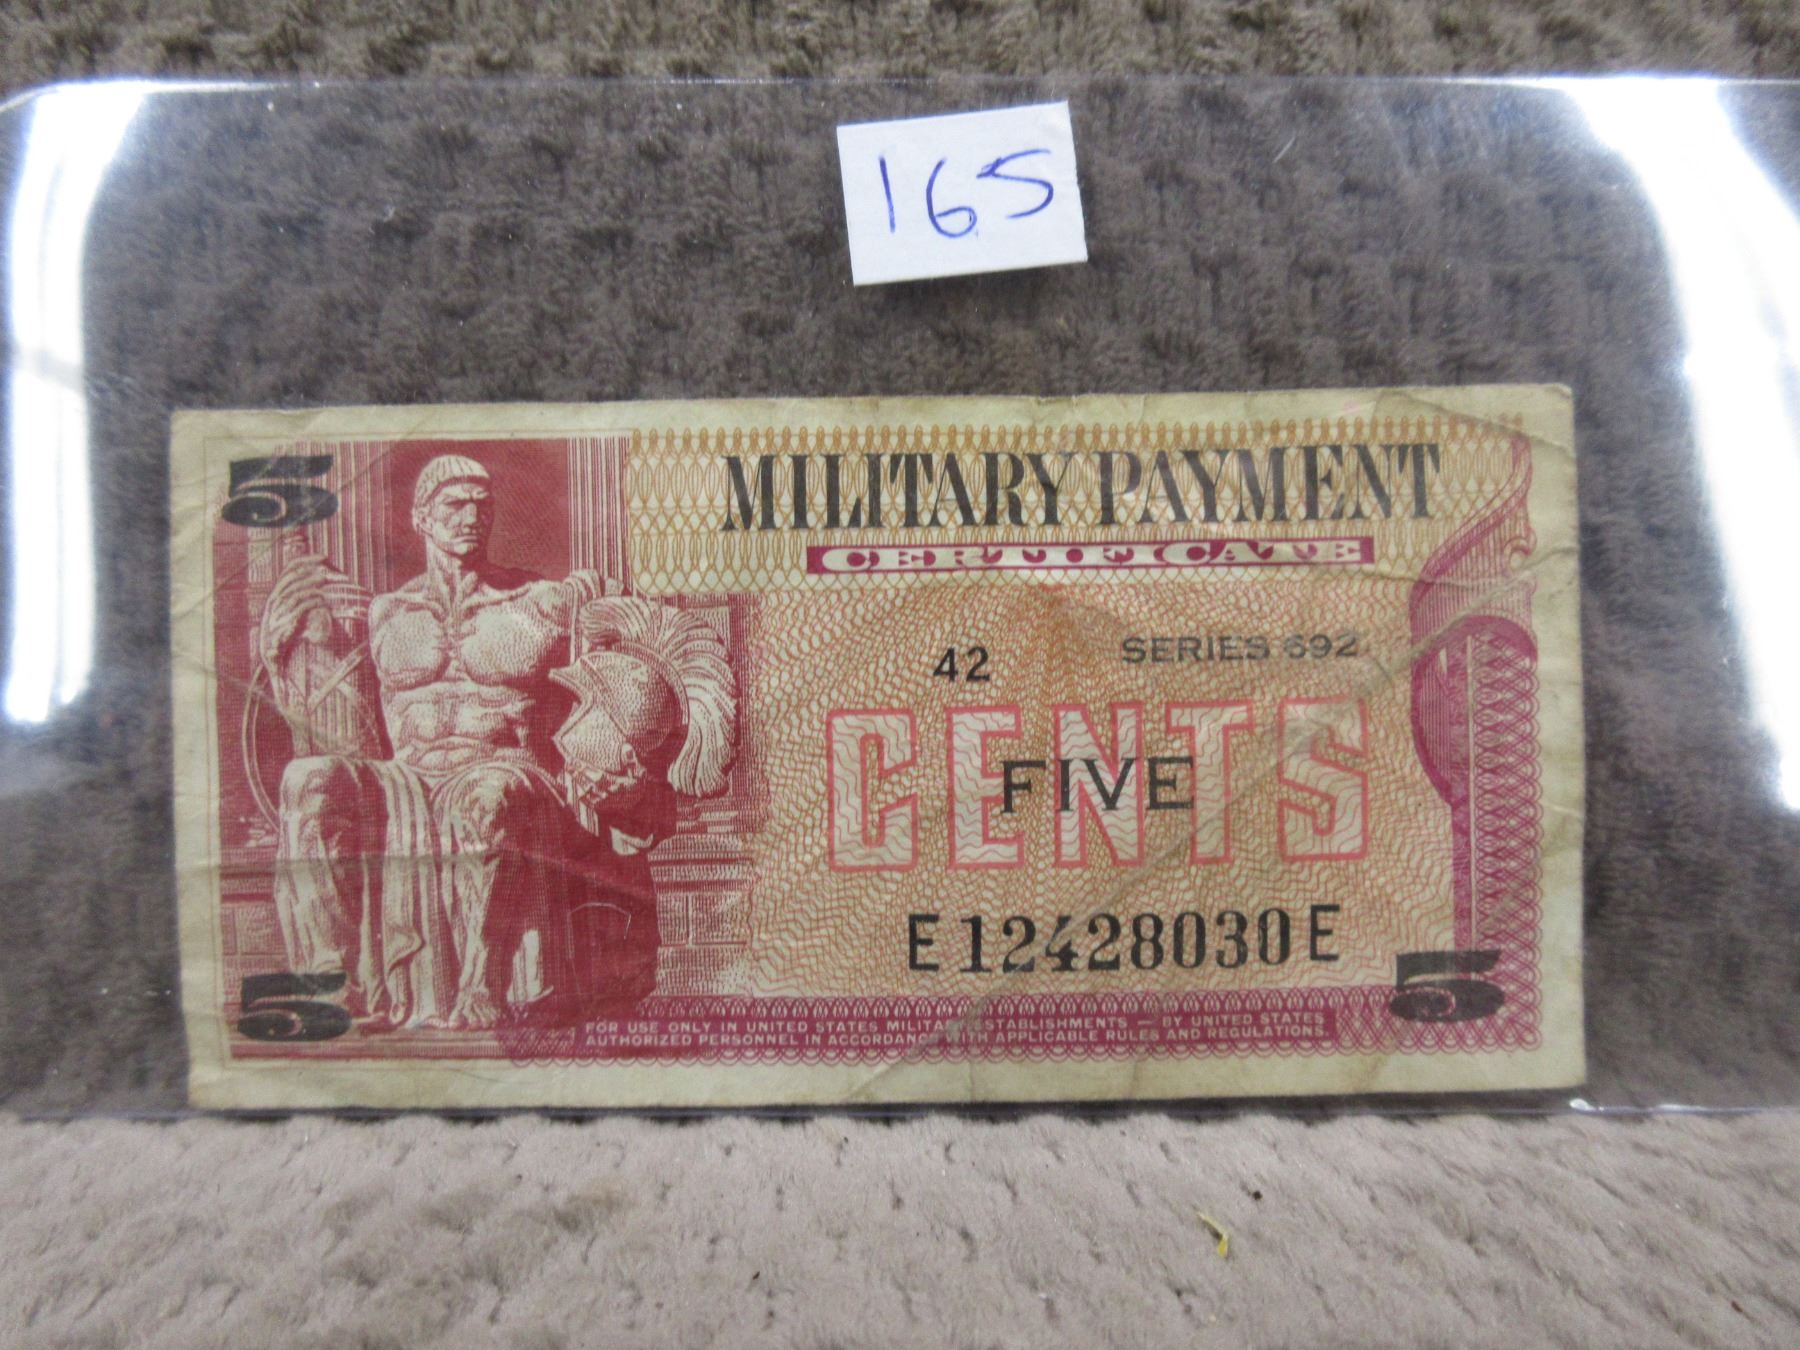 165
5
MILITARY PAYMENT
CERTIFICATE
42 SERIES 692
CENTS
FIVE
E12428030E
5 5
FOR USE ONLY IN UNITED STATES MILITARY ESTABLISHMENTS — BY UNITED STATES
AUTHORIZED PERSONNEL IN ACCORDANCE WITH APPLICABLE RULES AND REGULATIONS.